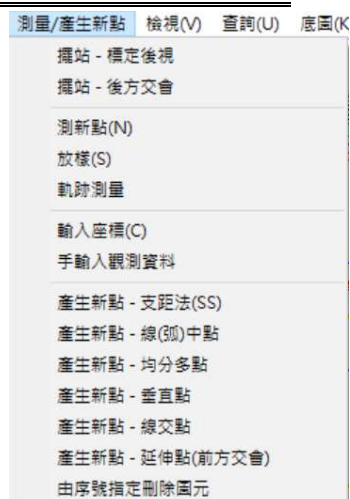 測量/產生新點 檢視(V) 查詢(U) 底圖(K
擺站 - 標定後視
擺站 - 後方交會
測新點(N)
放樣(S)
軌跡測量
輸入座標(C)
手輸入觀測資料
產生新點 - 支距法(SS)
產生新點 - 線(弧)中點
產生新點 - 均分多點
產生新點 - 垂直點
產生新點 - 線交點
產生新點 - 延伸點(前方交會)
由序號指定刪除圖元